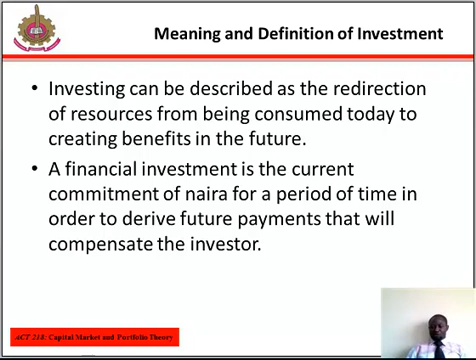 Meaning and Definition of Investment
• Investing can be described as the redirection
of resources from being consumed today to
creating benefits in the future.
• A financial investment is the current
commitment of naira for a period of time in
order to derive future payments that will
compensate the investor.
ACT 218: Capital Market and Portfolio Theory